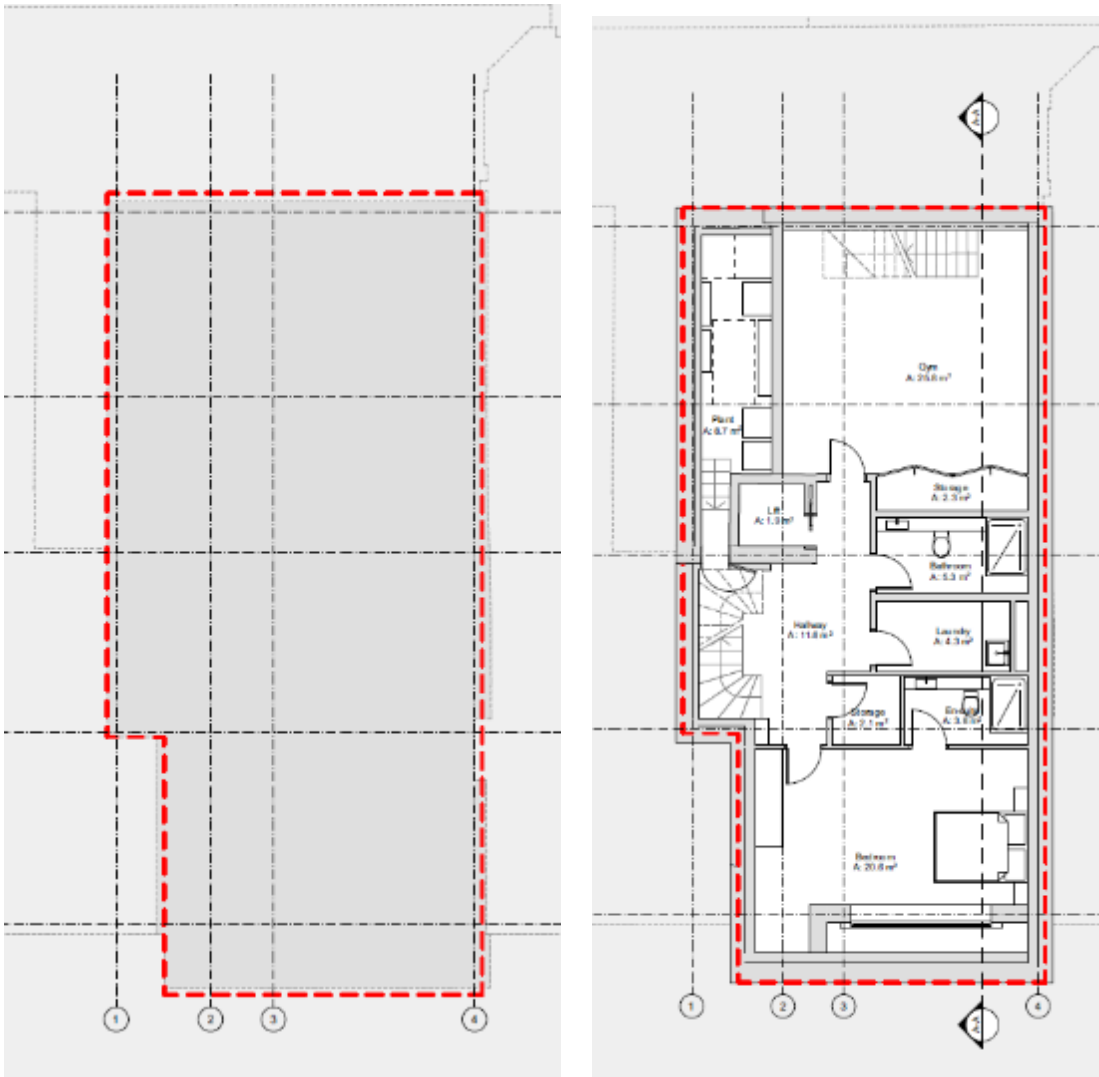 1
2
3
4
A-A
Gym
A: 25.8 m²
Plant
A: 8.7 m²
Storage
A: 2.3 m²
Lift
A: 1.9 m²
Bathroom
A: 5.3 m²
Hallway
A: 11.8 m²
Laundry
A: 4.3 m²
Storage
A: 2.1 m²
Bedroom
A: 20.8 m²
1
2
3
4
A-A